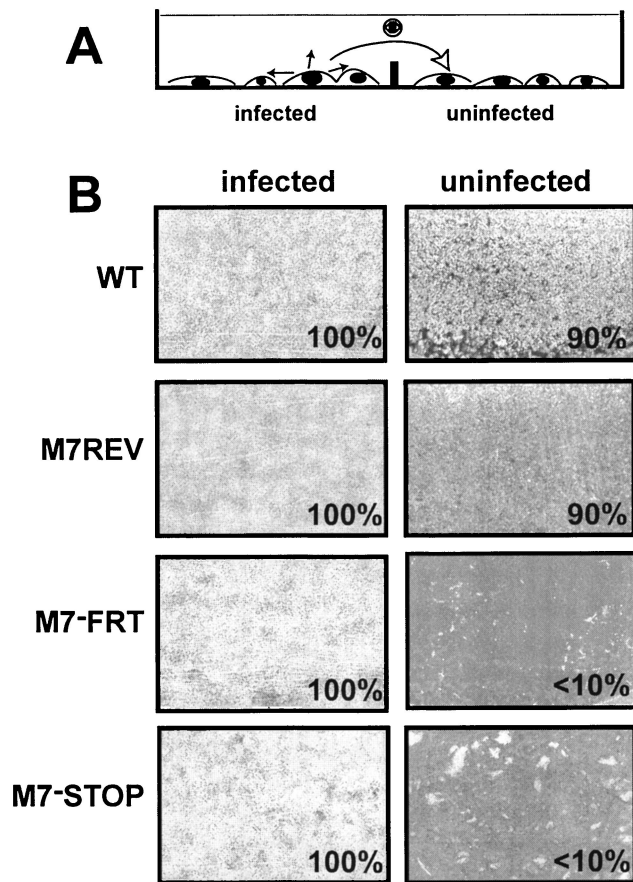 A
infected uninfected
B
infected uninfected
WT
100% 90%
M7REV
100% 90%
M7-FRT
100% <10%
M7-STOP
100% <10%